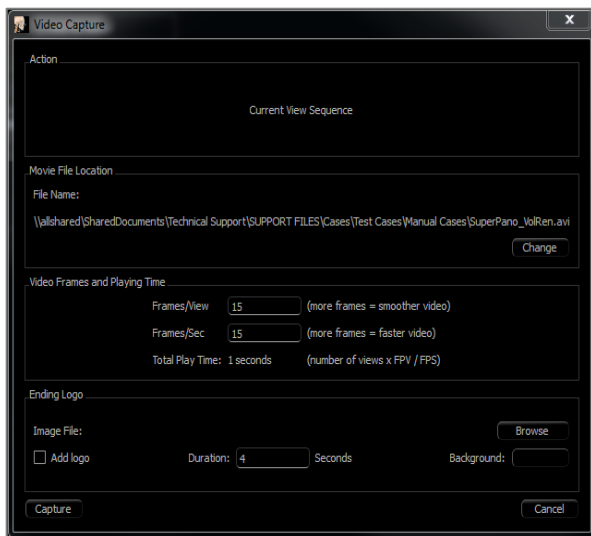 Video Capture
X
Action
Current View Sequence
Movie File Location
File Name:
\\allshared\SharedDocuments\Technical Support\SUPPORT FILES\Cases\Test Cases\Manual Cases\SuperPano_VolRen.avi
Change
Video Frames and Playing Time
Frames/View 15 (more frames = smoother video)
Frames/Sec 15 (more frames = faster video)
Total Play Time: 1 seconds (number of views x FPV / FPS)
Ending Logo
Image File: Browse
Add logo Duration: 4 Seconds Background:
Capture Cancel